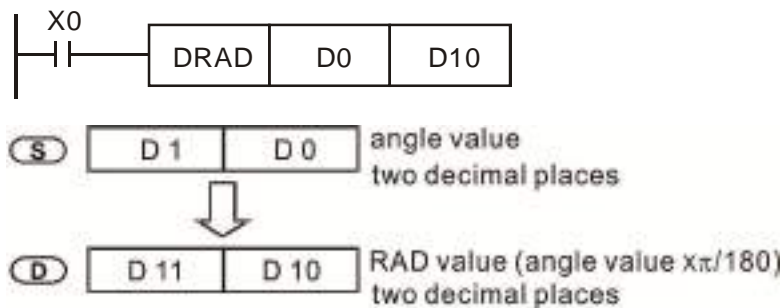 X0
DRAD D0 D10
S D 1 D 0 angle value
two decimal places
D D 11 D 10 RAD value (angle value xπ/180)
two decimal places